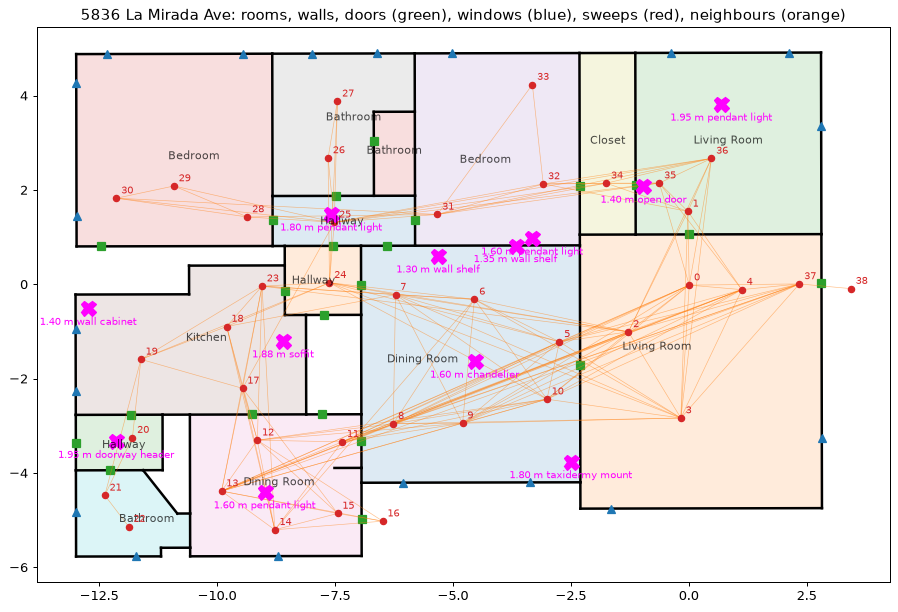 5836 La Mirada Ave: rooms, walls, doors (green), windows (blue), sweeps (red), neighbours (orange)
33
27
4
1.95 m pendant light
Bathroom
Living Room
Closet
26
Bathroom
36
Bedroom
Bedroom
29
32
34
35
2
30
1.40 m open door
28
25
31
1
Hallway
1.80 m pendant light
1.60 m pendant light
1.35 m wall shelf
1.30 m wall shelf
23
24
Hallway
0
4
37
38
0
7
6
1.40 m wall cabinet
18
2
Kitchen
5
Living Room
1.88 m soffit
19
Dining Room
1.60 m chandelier
−2
17
10
3
8
9
20
12
11
Hallway
1.95 m doorway header
1.80 m taxidermy mount
−4
13
Dining Room
21
1.60 m pendant light
15
16
Bathroom
14
−6
−12.5
−10.0
−7.5
−5.0
−2.5
0.0
2.5